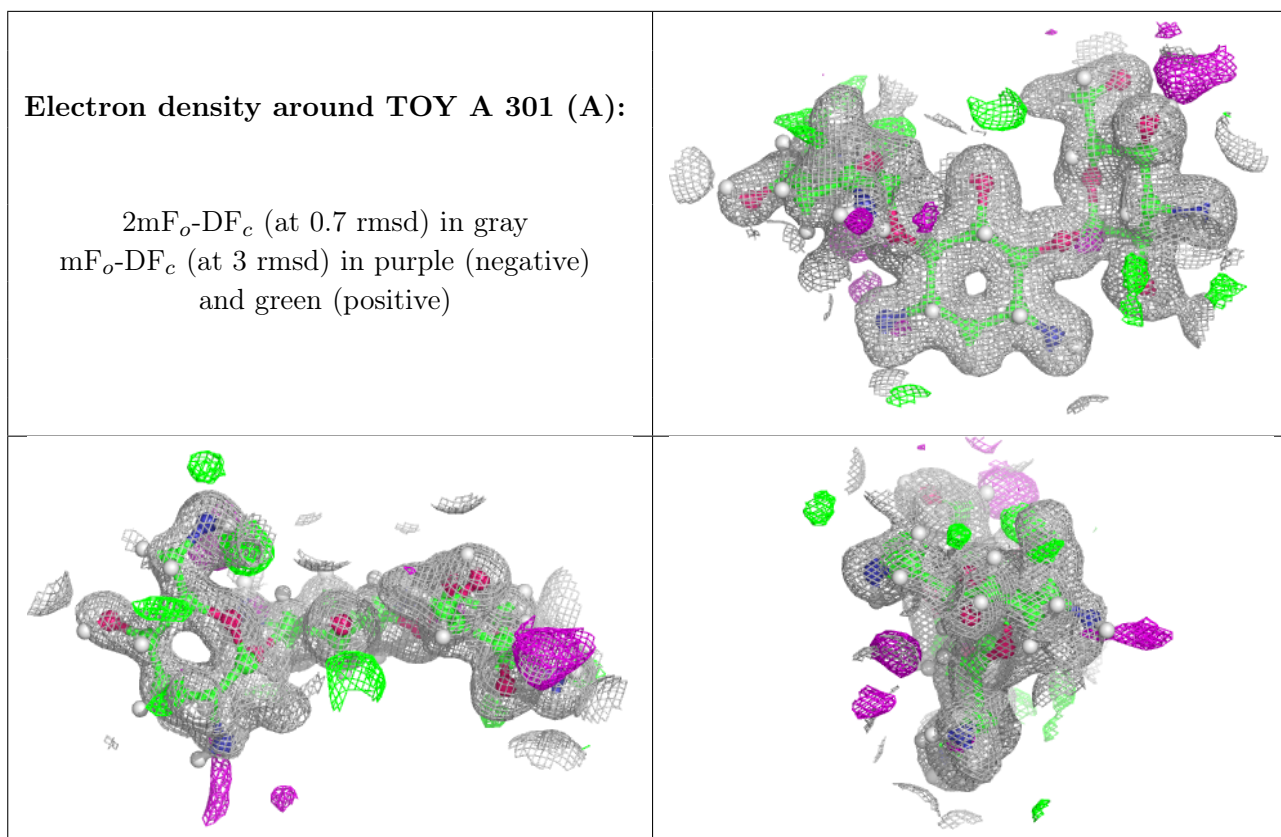 Electron density around TOY A 301 (A):
2mFₒ-DF𝒸 (at 0.7 rmsd) in gray
mFₒ-DF𝒸 (at 3 rmsd) in purple (negative)
and green (positive)